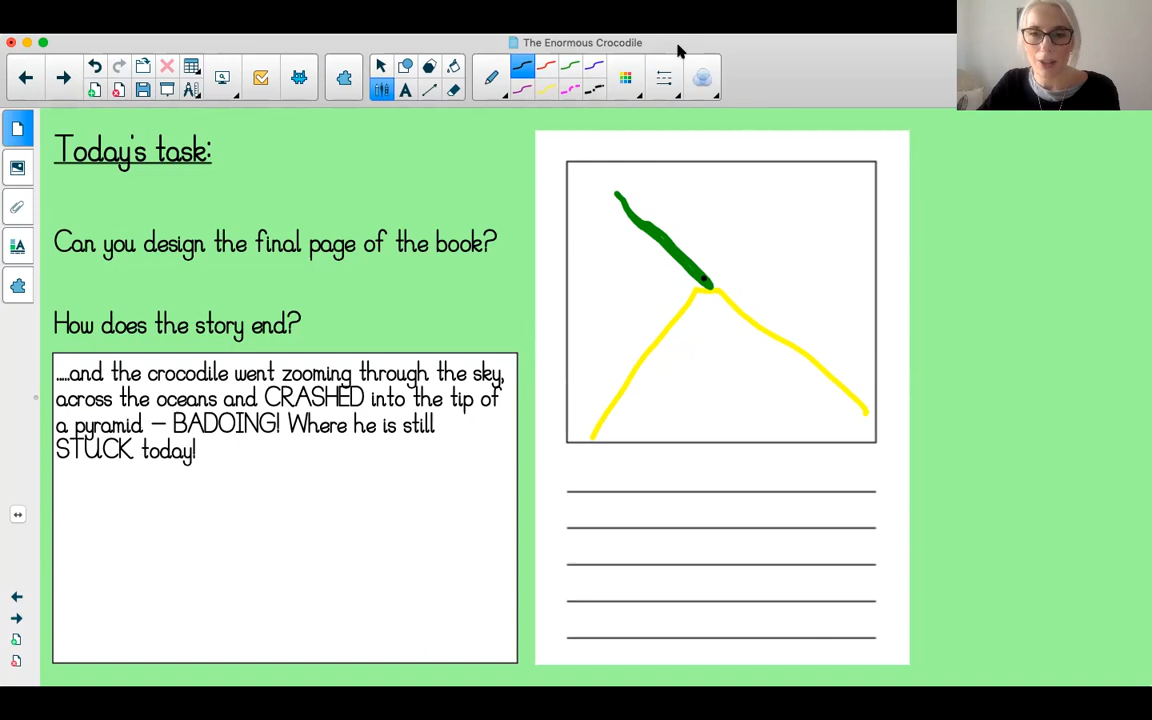 The Enormous Crocodile
Today's task:
Can you design the final page of the book?
How does the story end?
.....and the crocodile went zooming through the sky,
across the oceans and CRASHED into the tip of
a pyramid – BADOING! Where he is still
STUCK today!